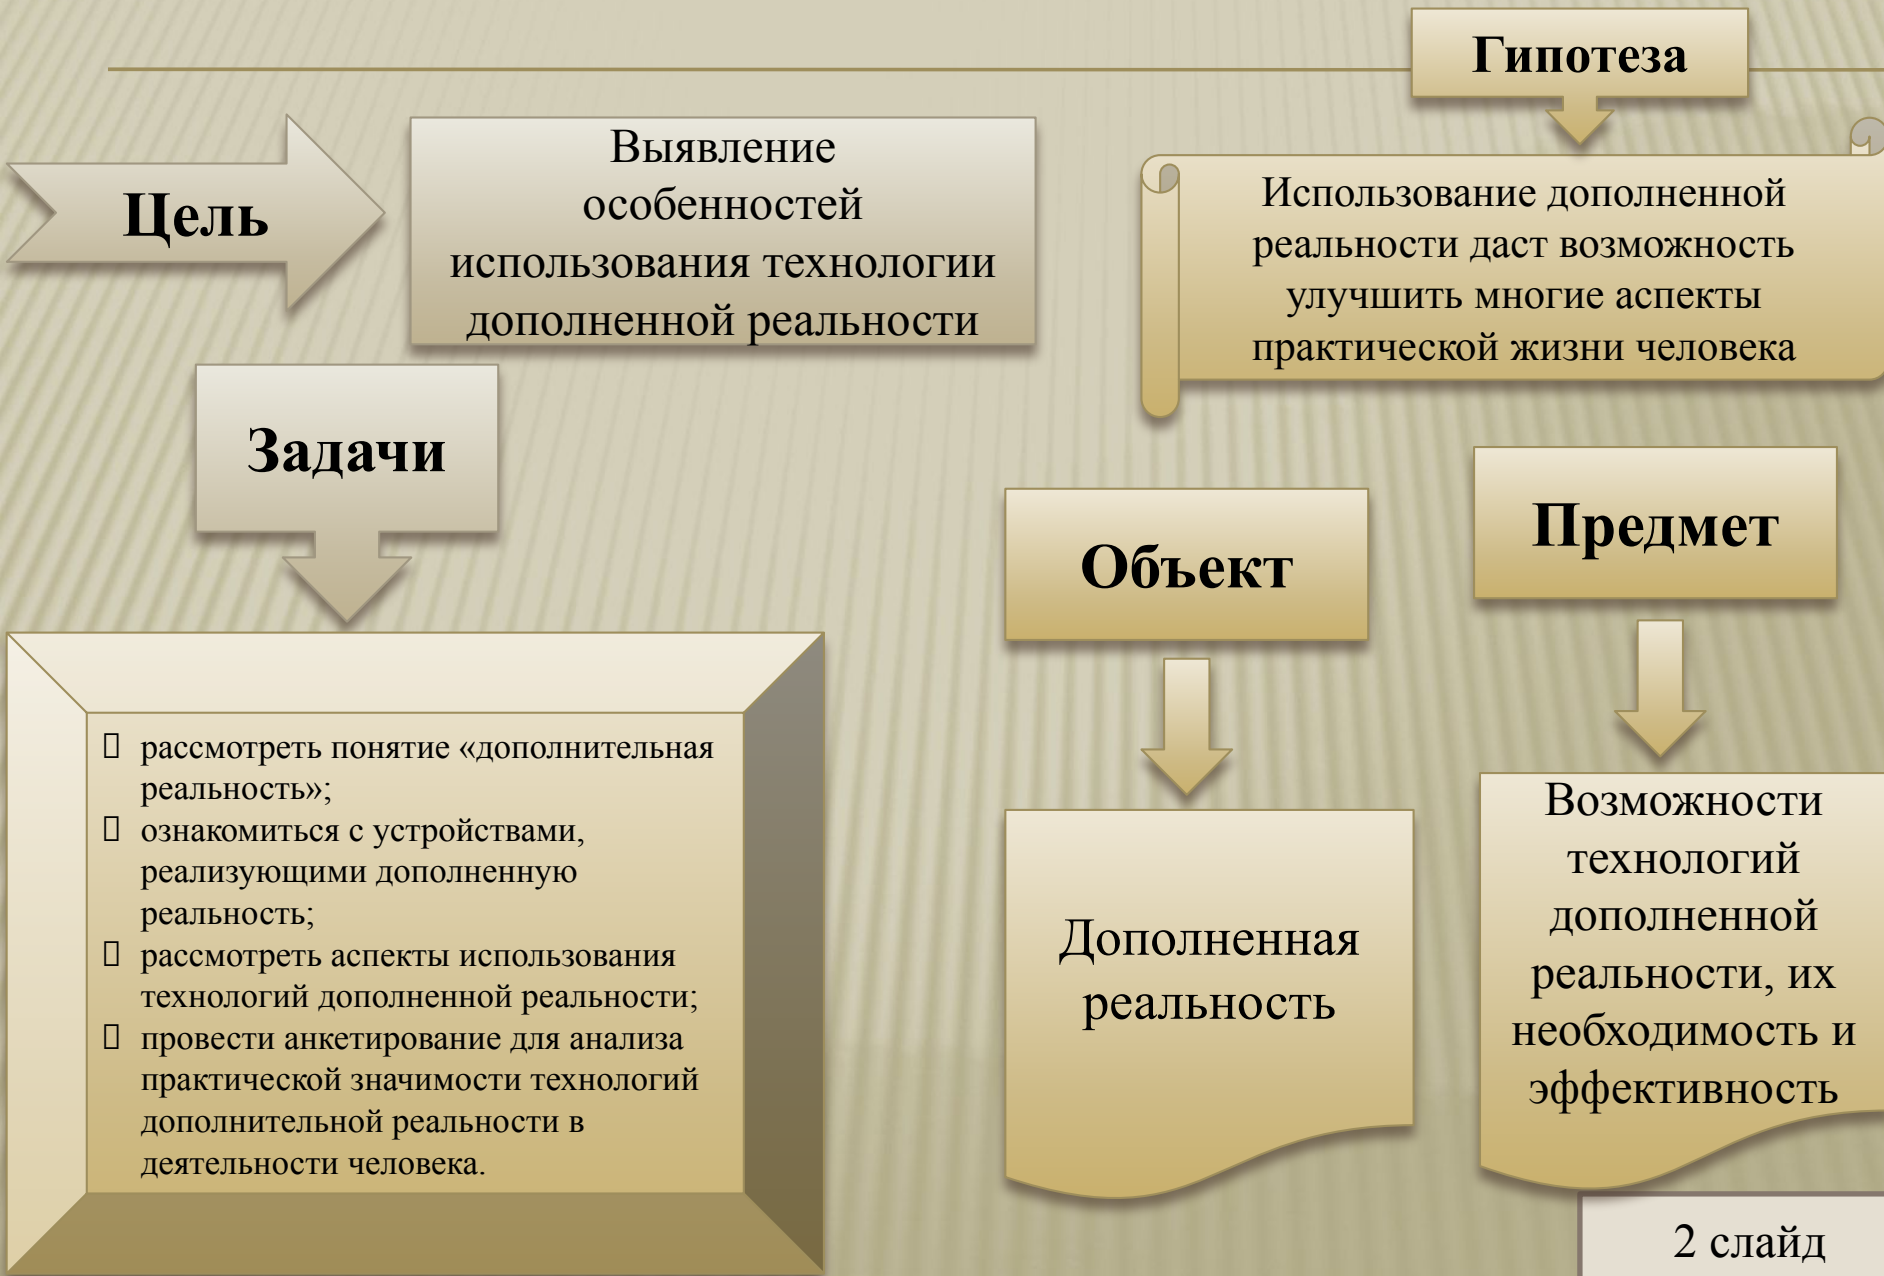 Гипотеза
Цель
Выявление
особенностей
использования технологии
дополненной реальности
Использование дополненной
реальности даст возможность
улучшить многие аспекты
практической жизни человека
Задачи
рассмотреть понятие «дополнительная
реальность»;
ознакомиться с устройствами,
реализующими дополненную
реальность;
рассмотреть аспекты использования
технологий дополненной реальности;
провести анкетирование для анализа
практической значимости технологий
дополнительной реальности в
деятельности человека.
Объект
Дополненная
реальность
Предмет
Возможности
технологий
дополненной
реальности, их
необходимость и
эффективность
2 слайд